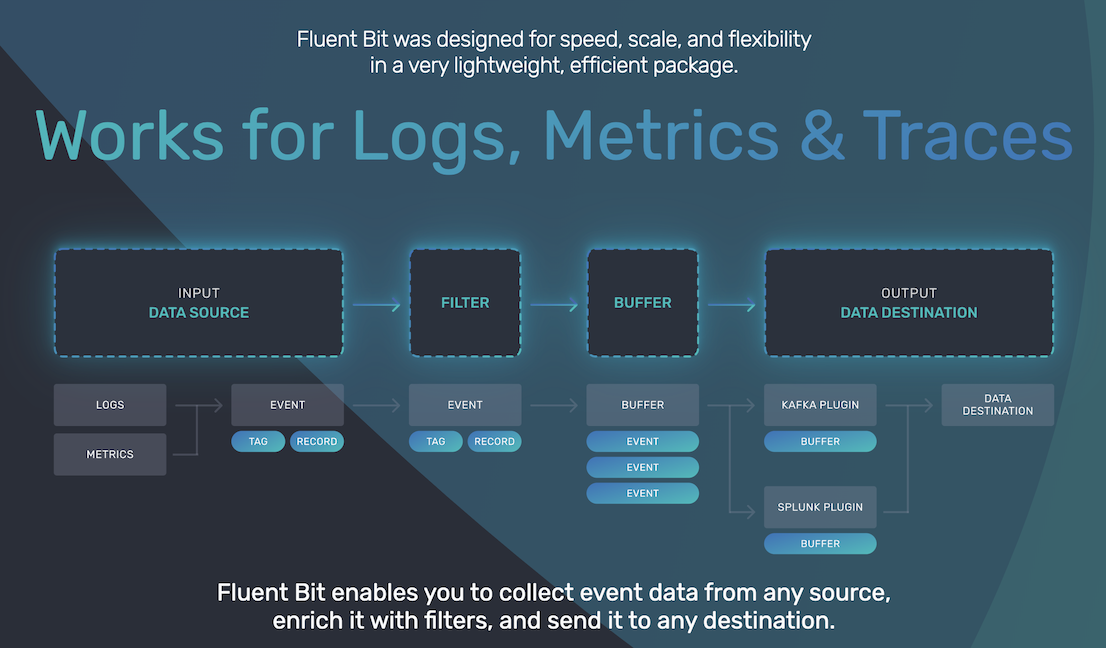 Fluent Bit was designed for speed, scale, and flexibility
in a very lightweight, efficient package.
Works for Logs, Metrics & Traces
INPUT
DATA SOURCE
FILTER
BUFFER
OUTPUT
DATA DESTINATION
LOGS
METRICS
EVENT
TAG
RECORD
EVENT
TAG
RECORD
BUFFER
EVENT
EVENT
EVENT
KAFKA PLUGIN
BUFFER
SPLUNK PLUGIN
BUFFER
DATA
DESTINATION
Fluent Bit enables you to collect event data from any source,
enrich it with filters, and send it to any destination.